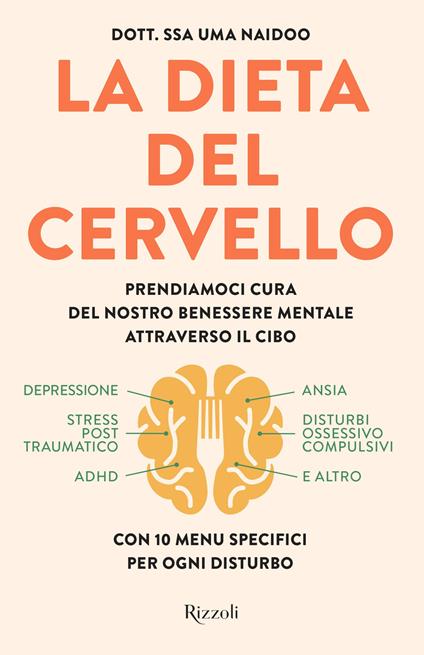 DOTT. SSA UMA NAIDOO
LA DIETA
DEL
CERVELLO
PRENDIAMOCI CURA
DEL NOSTRO BENESSERE MENTALE
ATTRAVERSO IL CIBO
DEPRESSIONE
STRESS
POST
TRAUMATICO
ADHD
ANSIA
DISTURBI
OSSESSIVO
COMPULSIVI
E ALTRO
CON 10 MENU SPECIFICI
PER OGNI DISTURBO
Rizzoli